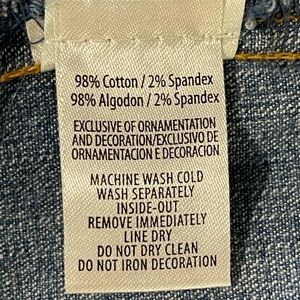 98% Cotton / 2% Spandex
98% Algodon / 2% Spandex
EXCLUSIVE OF ORNAMENTATION
AND DECORATION/EXCLUSIVO DE
ORNAMENTACION E DECORACION
MACHINE WASH COLD
WASH SEPARATELY
INSIDE-OUT
REMOVE IMMEDIATELY
LINE DRY
DO NOT DRY CLEAN
DO NOT IRON DECORATION